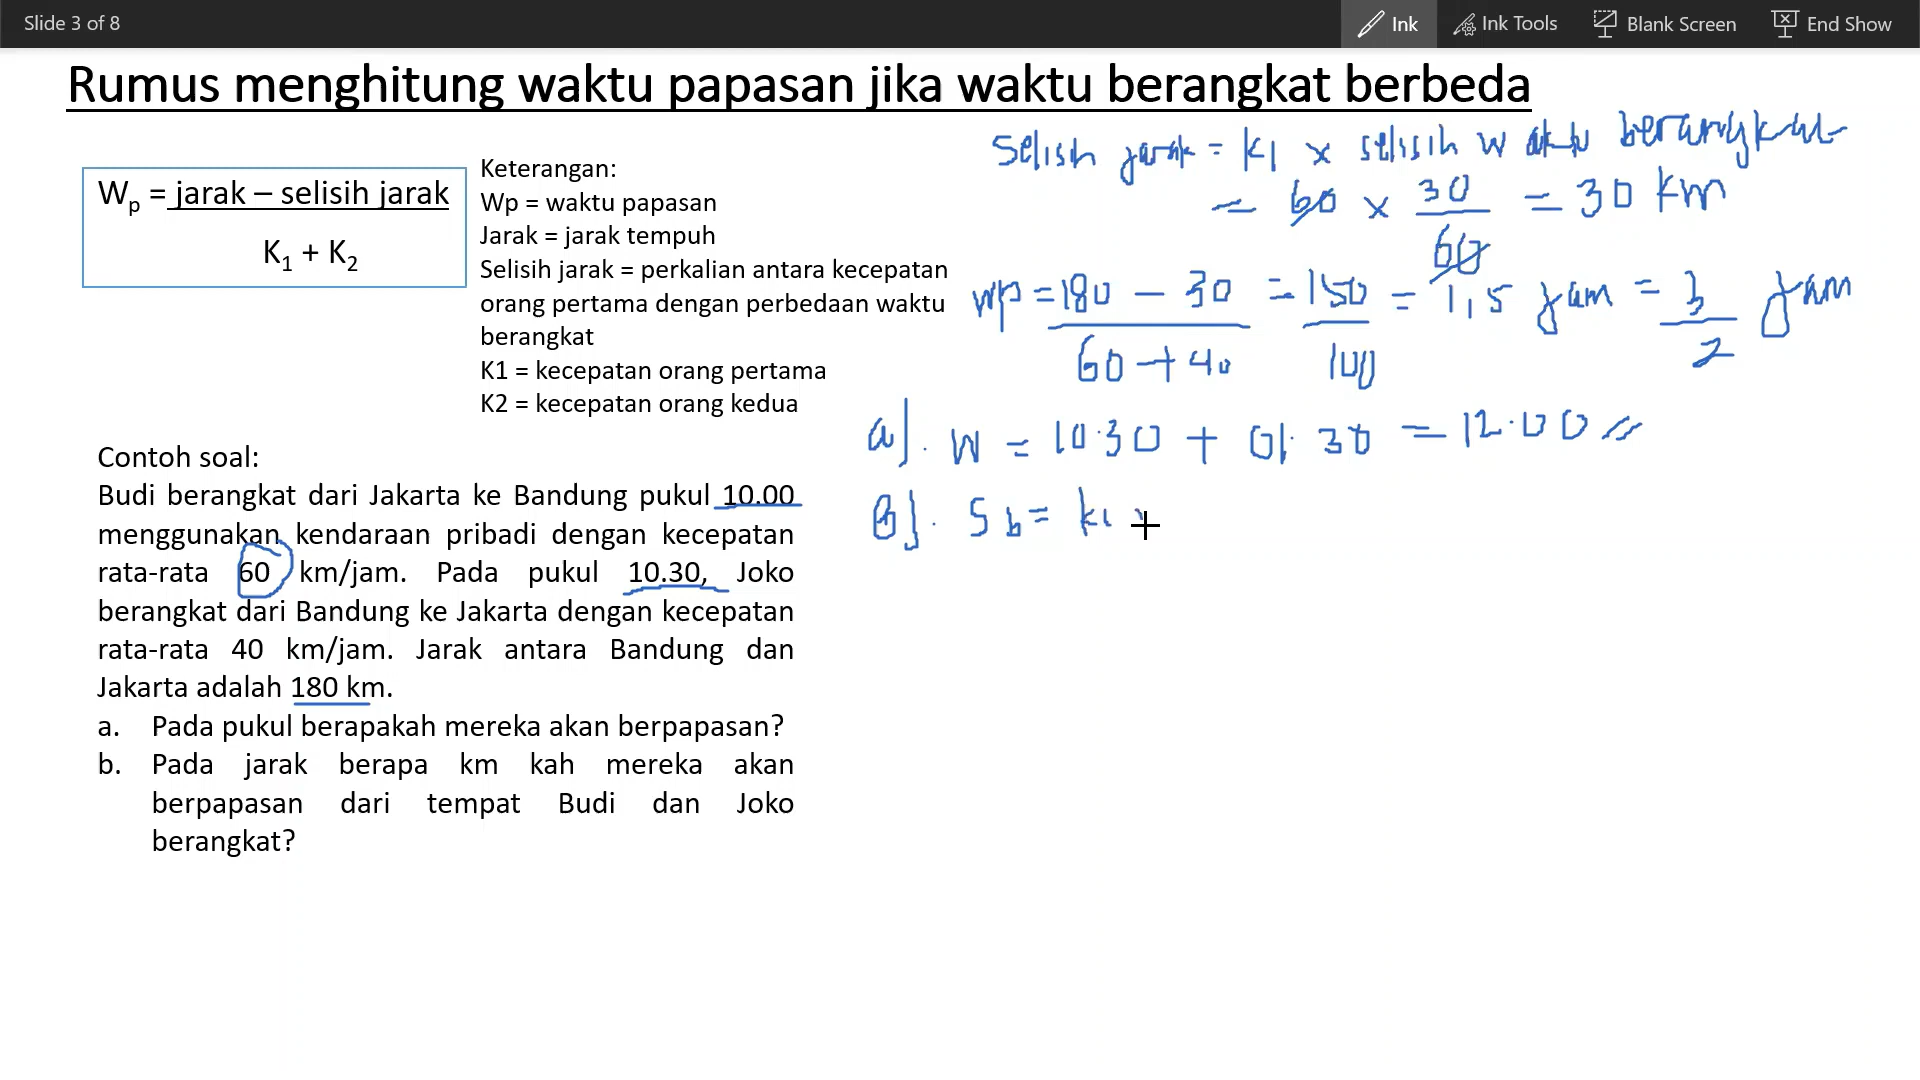 Slide 3 of 8
Ink
Ink Tools
Blank Screen
End Show
Rumus menghitung waktu papasan jika waktu berangkat berbeda
Wp = jarak – selisih jarak
K1 + K2
Keterangan:
Wp = waktu papasan
Jarak = jarak tempuh
Selisih jarak = perkalian antara kecepatan
orang pertama dengan perbedaan waktu
berangkat
K1 = kecepatan orang pertama
K2 = kecepatan orang kedua
Contoh soal:
Budi berangkat dari Jakarta ke Bandung pukul 10.00
menggunakan kendaraan pribadi dengan kecepatan
rata-rata 60 km/jam. Pada pukul 10.30, Joko
berangkat dari Bandung ke Jakarta dengan kecepatan
rata-rata 40 km/jam. Jarak antara Bandung dan
Jakarta adalah 180 km.
a. Pada pukul berapakah mereka akan berpapasan?
b. Pada jarak berapa km kah mereka akan
berpapasan dari tempat Budi dan Joko
berangkat?
Selisih jarak = k1 x selisih waktu berangkat
= 60 x 30 = 30 km
60
wp = 180 – 30 = 150 = 1,5 jam = 3 jam
60 + 40 100 2
a]. W = 10.30 + 01.30 = 12.00 //
B]. Sb = k1